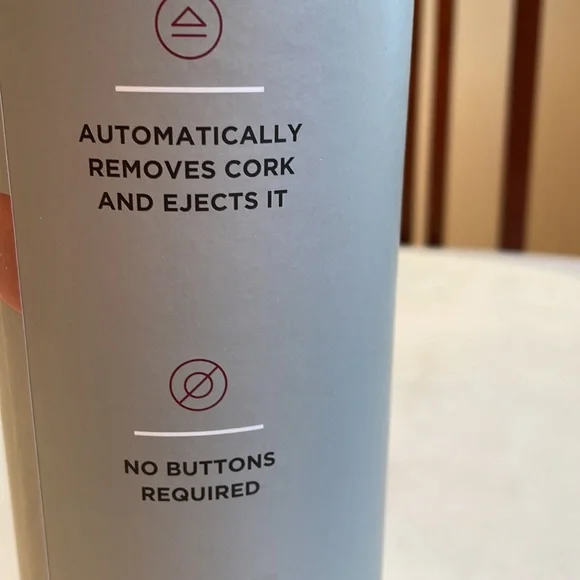 AUTOMATICALLY
REMOVES CORK
AND EJECTS IT
NO BUTTONS
REQUIRED